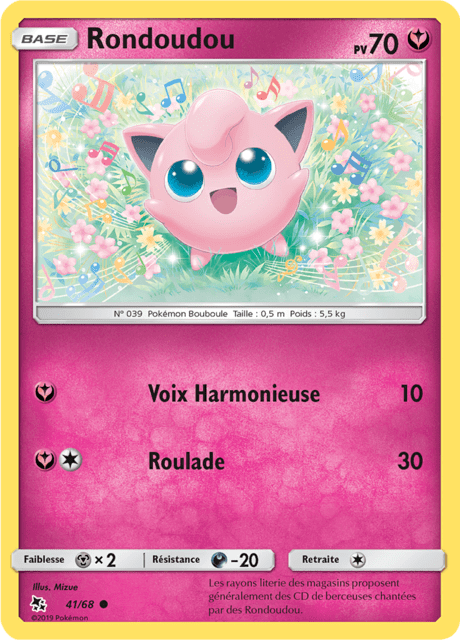 BASE Rondoudou PV70
N° 039 Pokémon Bouboule Taille : 0,5 m Poids : 5,5 kg
Voix Harmonieuse 10
Roulade 30
Faiblesse ×2 Résistance -20 Retraite
Illus. Mizue
41/68
©2019 Pokémon
Les rayons literie des magasins proposent
généralement des CD de berceuses chantées
par des Rondoudou.